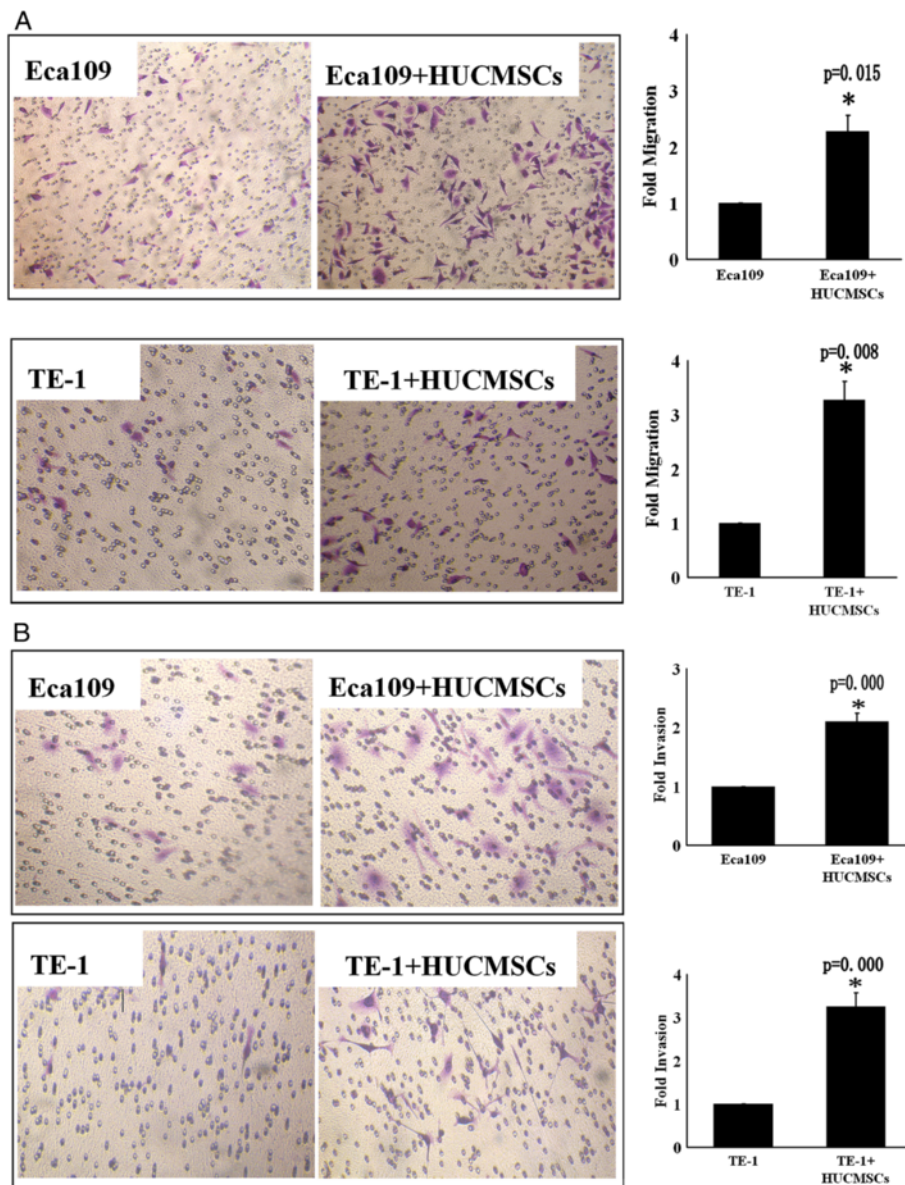 A
Eca109
Eca109+HUCMSCs
Fold Migration
4
3
2
1
0
p=0.015
*
Eca109
Eca109+
HUCMSCs
TE-1
TE-1+HUCMSCs
Fold Migration
4
3
2
1
0
p=0.008
*
TE-1
TE-1+
HUCMSCs
B
Eca109
Eca109+HUCMSCs
Fold Invasion
3
2
1
0
p=0.000
*
Eca109
Eca109+
HUCMSCs
TE-1
TE-1+HUCMSCs
Fold Invasion
4
3
2
1
0
p=0.000
*
TE-1
TE-1+
HUCMSCs